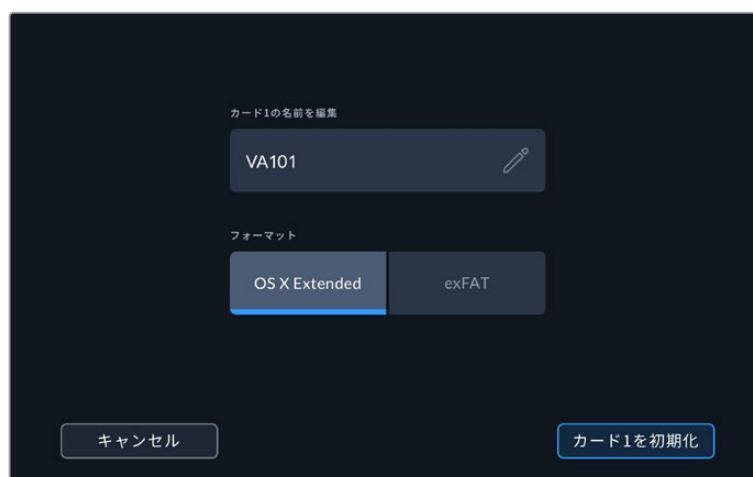 カード1の名前を編集
VA101
フォーマット
OS X Extended
exFAT
キャンセル
カード1を初期化